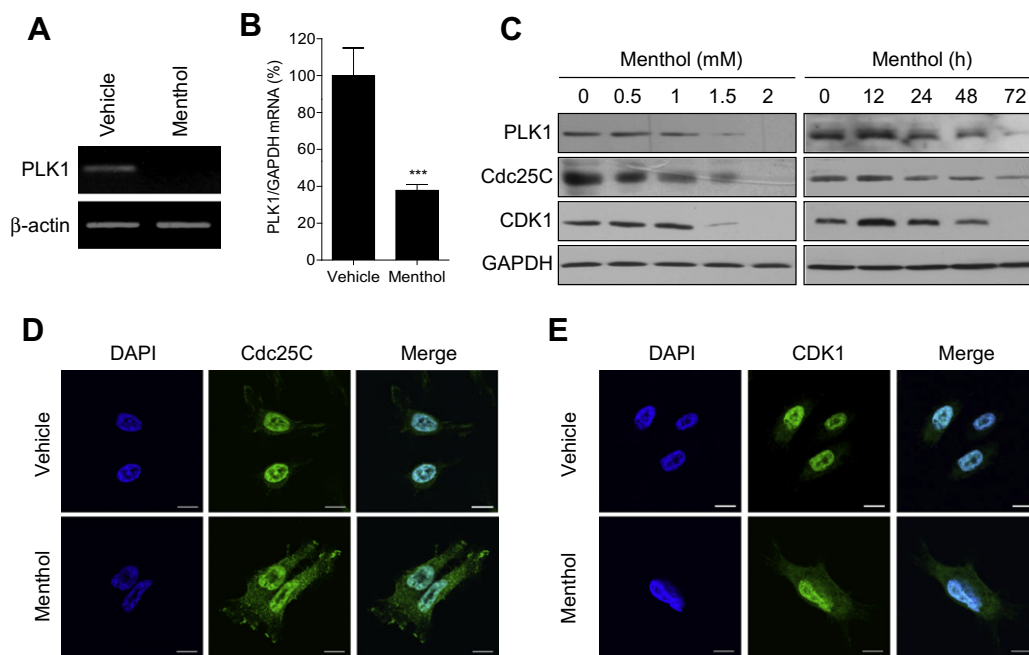 A
Vehicle
Menthol
PLK1
β-actin
B
PLK1/GAPDH mRNA (%)
120
100
80
60
40
20
0
***
Vehicle Menthol
C
Menthol (mM) Menthol (h)
0 0.5 1 1.5 2 0 12 24 48 72
PLK1
Cdc25C
CDK1
GAPDH
D
DAPI Cdc25C Merge
Vehicle
Menthol
E
DAPI CDK1 Merge
Vehicle
Menthol